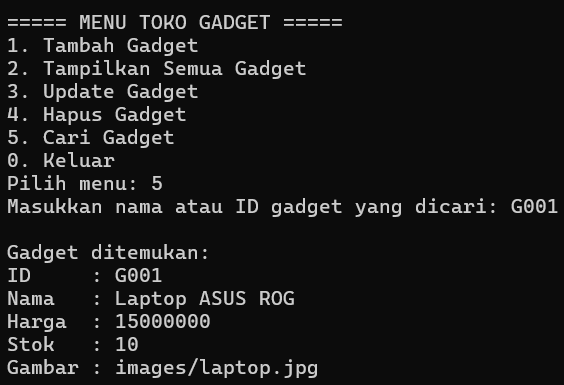 ===== MENU TOKO GADGET =====
1. Tambah Gadget
2. Tampilkan Semua Gadget
3. Update Gadget
4. Hapus Gadget
5. Cari Gadget
0. Keluar
Pilih menu: 5
Masukkan nama atau ID gadget yang dicari: G001

Gadget ditemukan:
ID     : G001
Nama   : Laptop ASUS ROG
Harga  : 15000000
Stok   : 10
Gambar : images/laptop.jpg